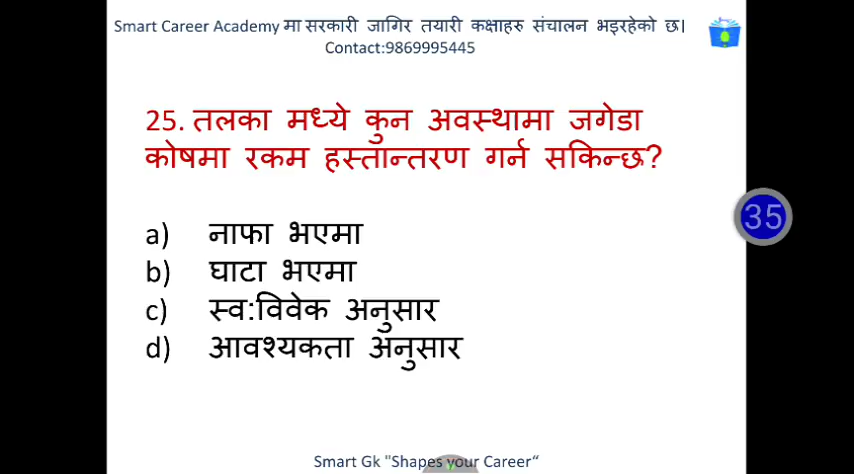 Smart Career Academy मा सरकारी जागिर तयारी कक्षाहरु संचालन भइरहेको छ।
Contact:9869995445
25. तलका मध्ये कुन अवस्थामा जगेडा
कोषमा रकम हस्तान्तरण गर्न सकिन्छ?
35
a) नाफा भएमा
b) घाटा भएमा
c) स्व:विवेक अनुसार
d) आवश्यकता अनुसार
Smart Gk "Shapes your Career“